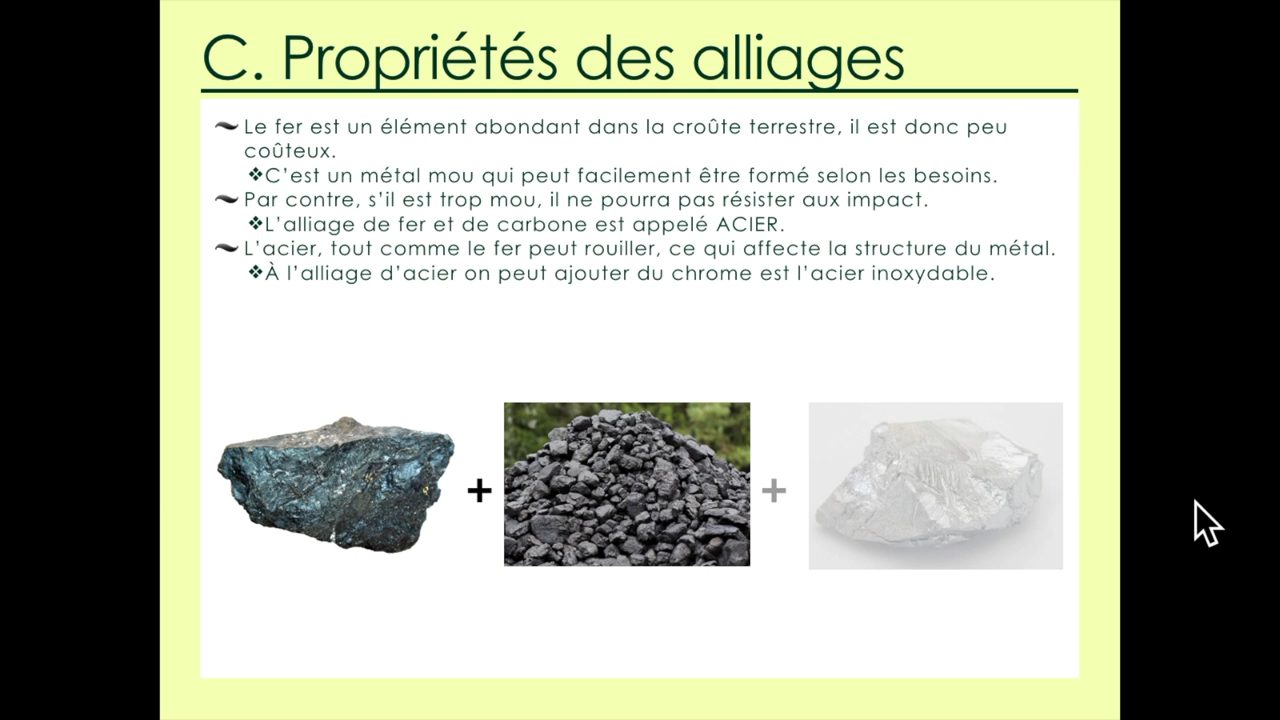 C. Propriétés des alliages
Le fer est un élément abondant dans la croûte terrestre, il est donc peu
coûteux.
❖C’est un métal mou qui peut facilement être formé selon les besoins.
Par contre, s’il est trop mou, il ne pourra pas résister aux impact.
❖L’alliage de fer et de carbone est appelé ACIER.
L’acier, tout comme le fer peut rouiller, ce qui affecte la structure du métal.
❖À l’alliage d’acier on peut ajouter du chrome est l’acier inoxydable.
+ +